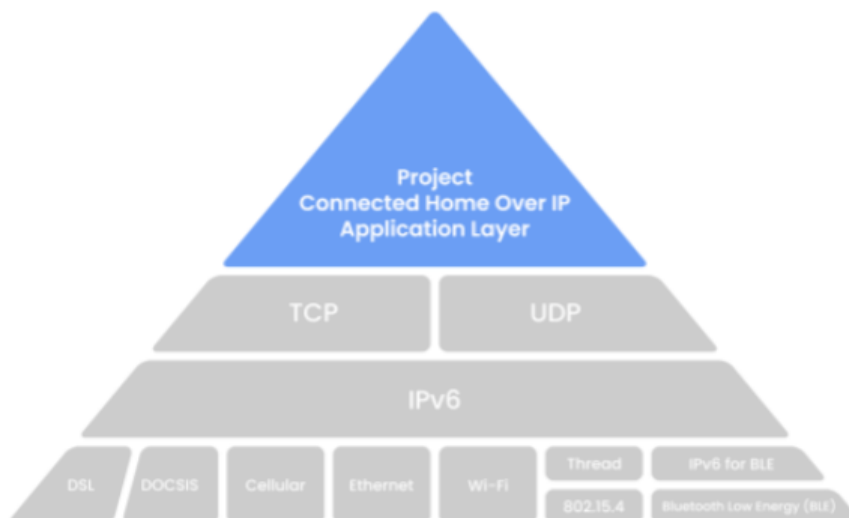 Project
Connected Home Over IP
Application Layer
TCP
UDP
IPv6
DSL
DOCSIS
Cellular
Ethernet
Wi-Fi
Thread
802.15.4
IPv6 for BLE
Bluetooth Low Energy (BLE)